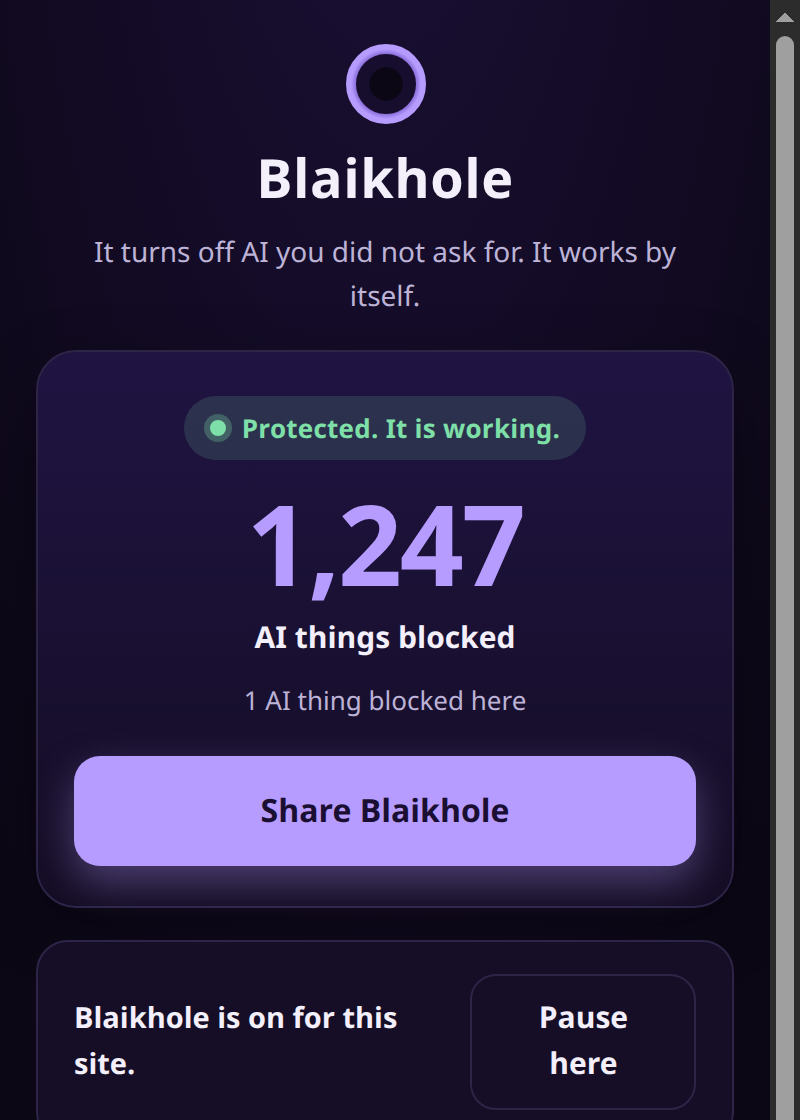 Blaikhole
It turns off AI you did not ask for. It works by
itself.
Protected. It is working.
1,247
AI things blocked
1 AI thing blocked here
Share Blaikhole
Blaikhole is on for this
site.
Pause
here